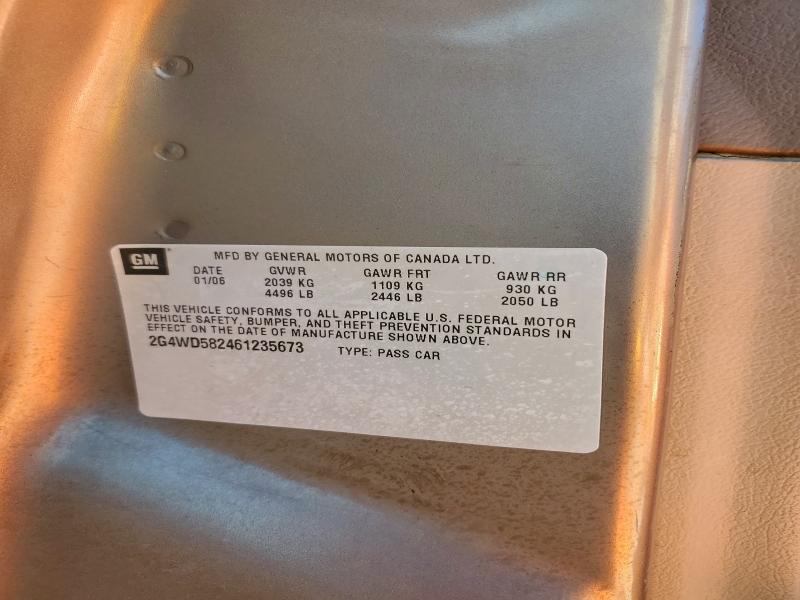 GM
MFD BY GENERAL MOTORS OF CANADA LTD.
DATE GVWR GAWR FRT GAWR RR
01/06 2039 KG 1109 KG 930 KG
4496 LB 2446 LB 2050 LB
THIS VEHICLE CONFORMS TO ALL APPLICABLE U.S. FEDERAL MOTOR
VEHICLE SAFETY, BUMPER, AND THEFT PREVENTION STANDARDS IN
EFFECT ON THE DATE OF MANUFACTURE SHOWN ABOVE.
2G4WD582461235673 TYPE: PASS CAR